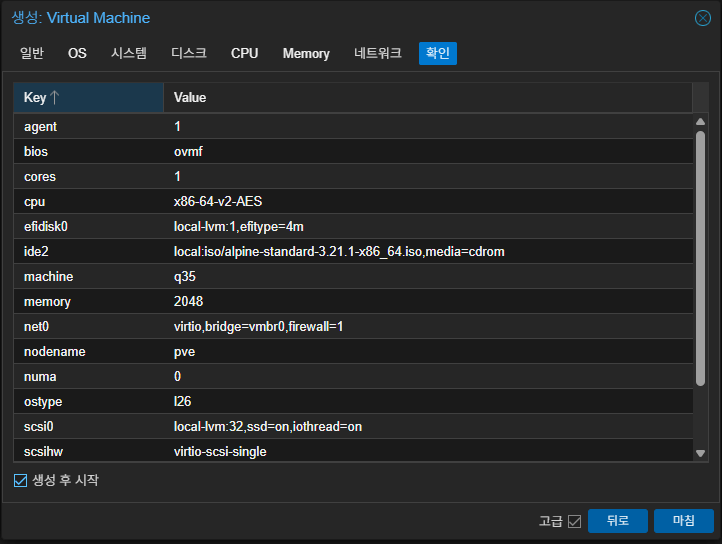 생성: Virtual Machine
일반 OS 시스템 디스크 CPU Memory 네트워크 확인
Key Value
agent 1
bios ovmf
cores 1
cpu x86-64-v2-AES
efidisk0 local-lvm:1,efitype=4m
ide2 local:iso/alpine-standard-3.21.1-x86_64.iso,media=cdrom
machine q35
memory 2048
net0 virtio,bridge=vmbr0,firewall=1
nodename pve
numa 0
ostype l26
scsi0 local-lvm:32,ssd=on,iothread=on
scsihw virtio-scsi-single
생성 후 시작
고급 뒤로 마침